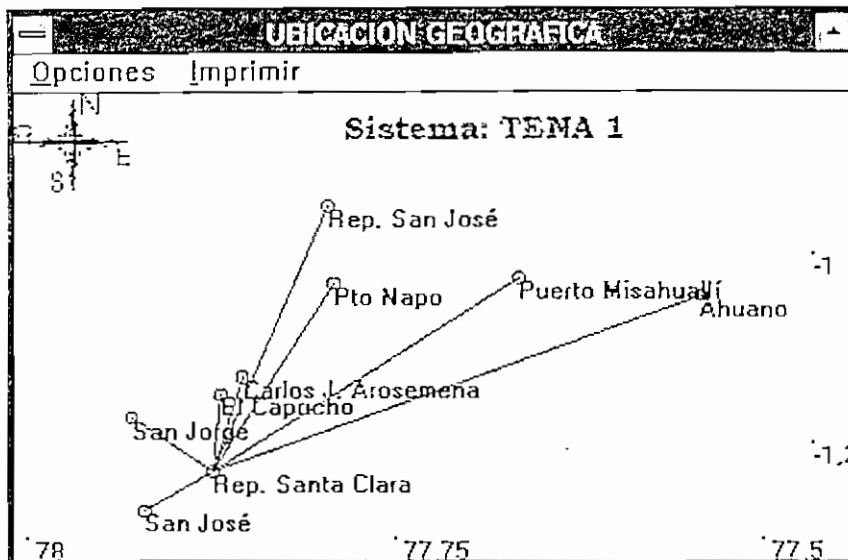 UBICACION GEOGRAFICA
Opciones Imprimir
N
E
S
Sistema: TEMA 1
Rep. San José
-1
Pto Napo
Puerto Misahuallí
Ahuano
Carlos J. Arosemena
El Capucho
San Jorge
-1,2
Rep. Santa Clara
San José
78
77,75
77,5